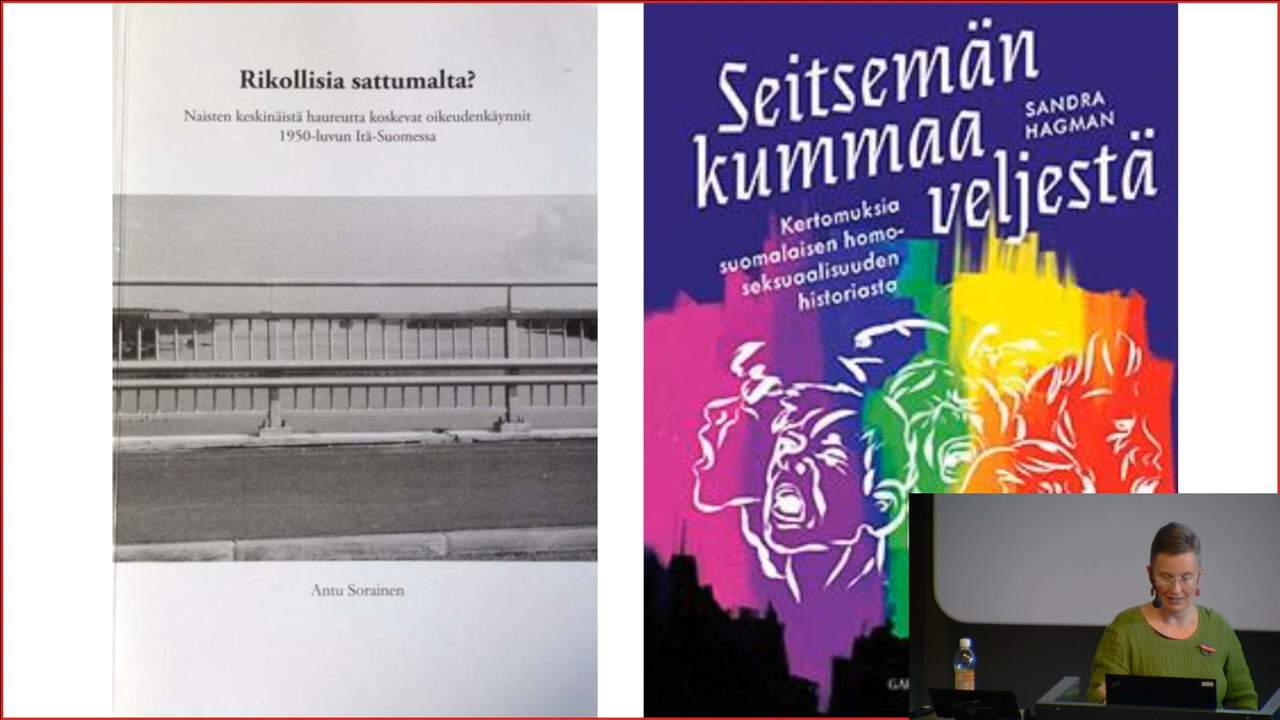 Rikollisia sattumalta?
Naisten keskinäistä haureutta koskevat oikeudenkäynnit
1950-luvun Itä-Suomessa
Antu Sorainen
Seitsemän
kummaa
veljestä
SANDRA
HAGMAN
Kertomuksia
suomalaisen homo-
seksuaalisuuden
historiasta